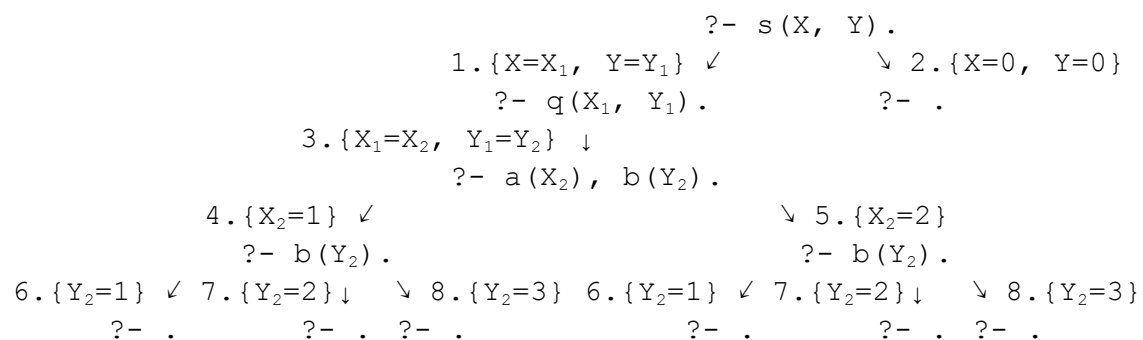 ?- s(X, Y).
1.{X=X₁, Y=Y₁} ↙ ↘ 2.{X=0, Y=0}
?- q(X₁, Y₁). ?- .
3.{X₁=X₂, Y₁=Y₂} ↓
?- a(X₂), b(Y₂).
4.{X₂=1} ↙ ↘ 5.{X₂=2}
?- b(Y₂). ?- b(Y₂).
6.{Y₂=1} ↙ 7.{Y₂=2}↓ ↘ 8.{Y₂=3} 6.{Y₂=1} ↙ 7.{Y₂=2}↓ ↘ 8.{Y₂=3}
?- . ?- . ?- . ?- . ?- . ?- .